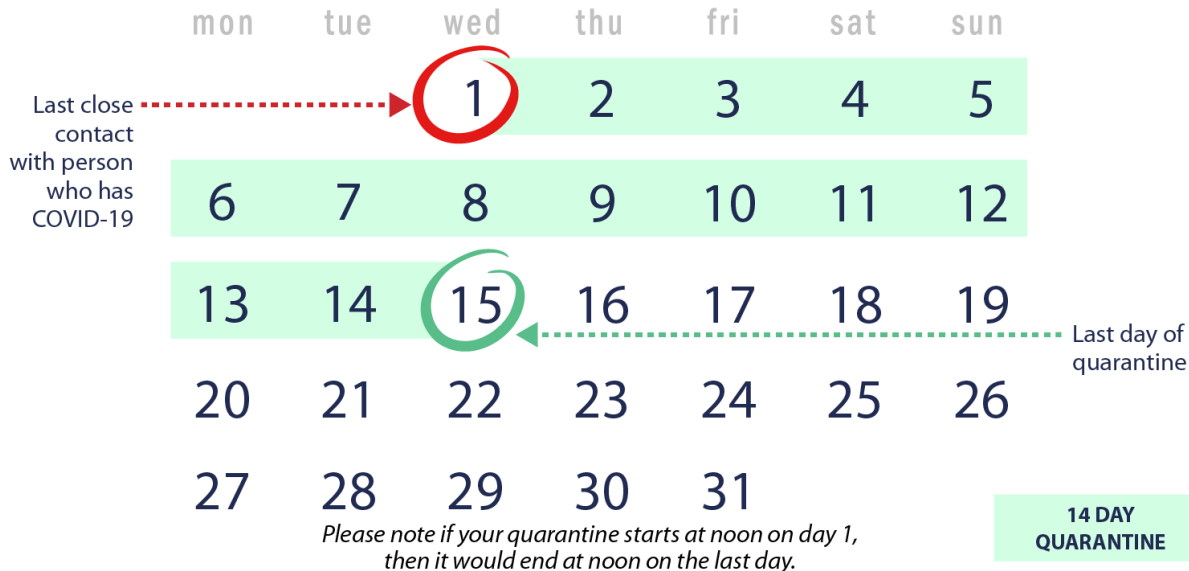 mon tue wed thu fri sat sun
Last close
contact
with person
who has
COVID-19
1 2 3 4 5
6 7 8 9 10 11 12
13 14 15 16 17 18 19
Last day of
quarantine
20 21 22 23 24 25 26
27 28 29 30 31
Please note if your quarantine starts at noon on day 1,
then it would end at noon on the last day.
14 DAY
QUARANTINE